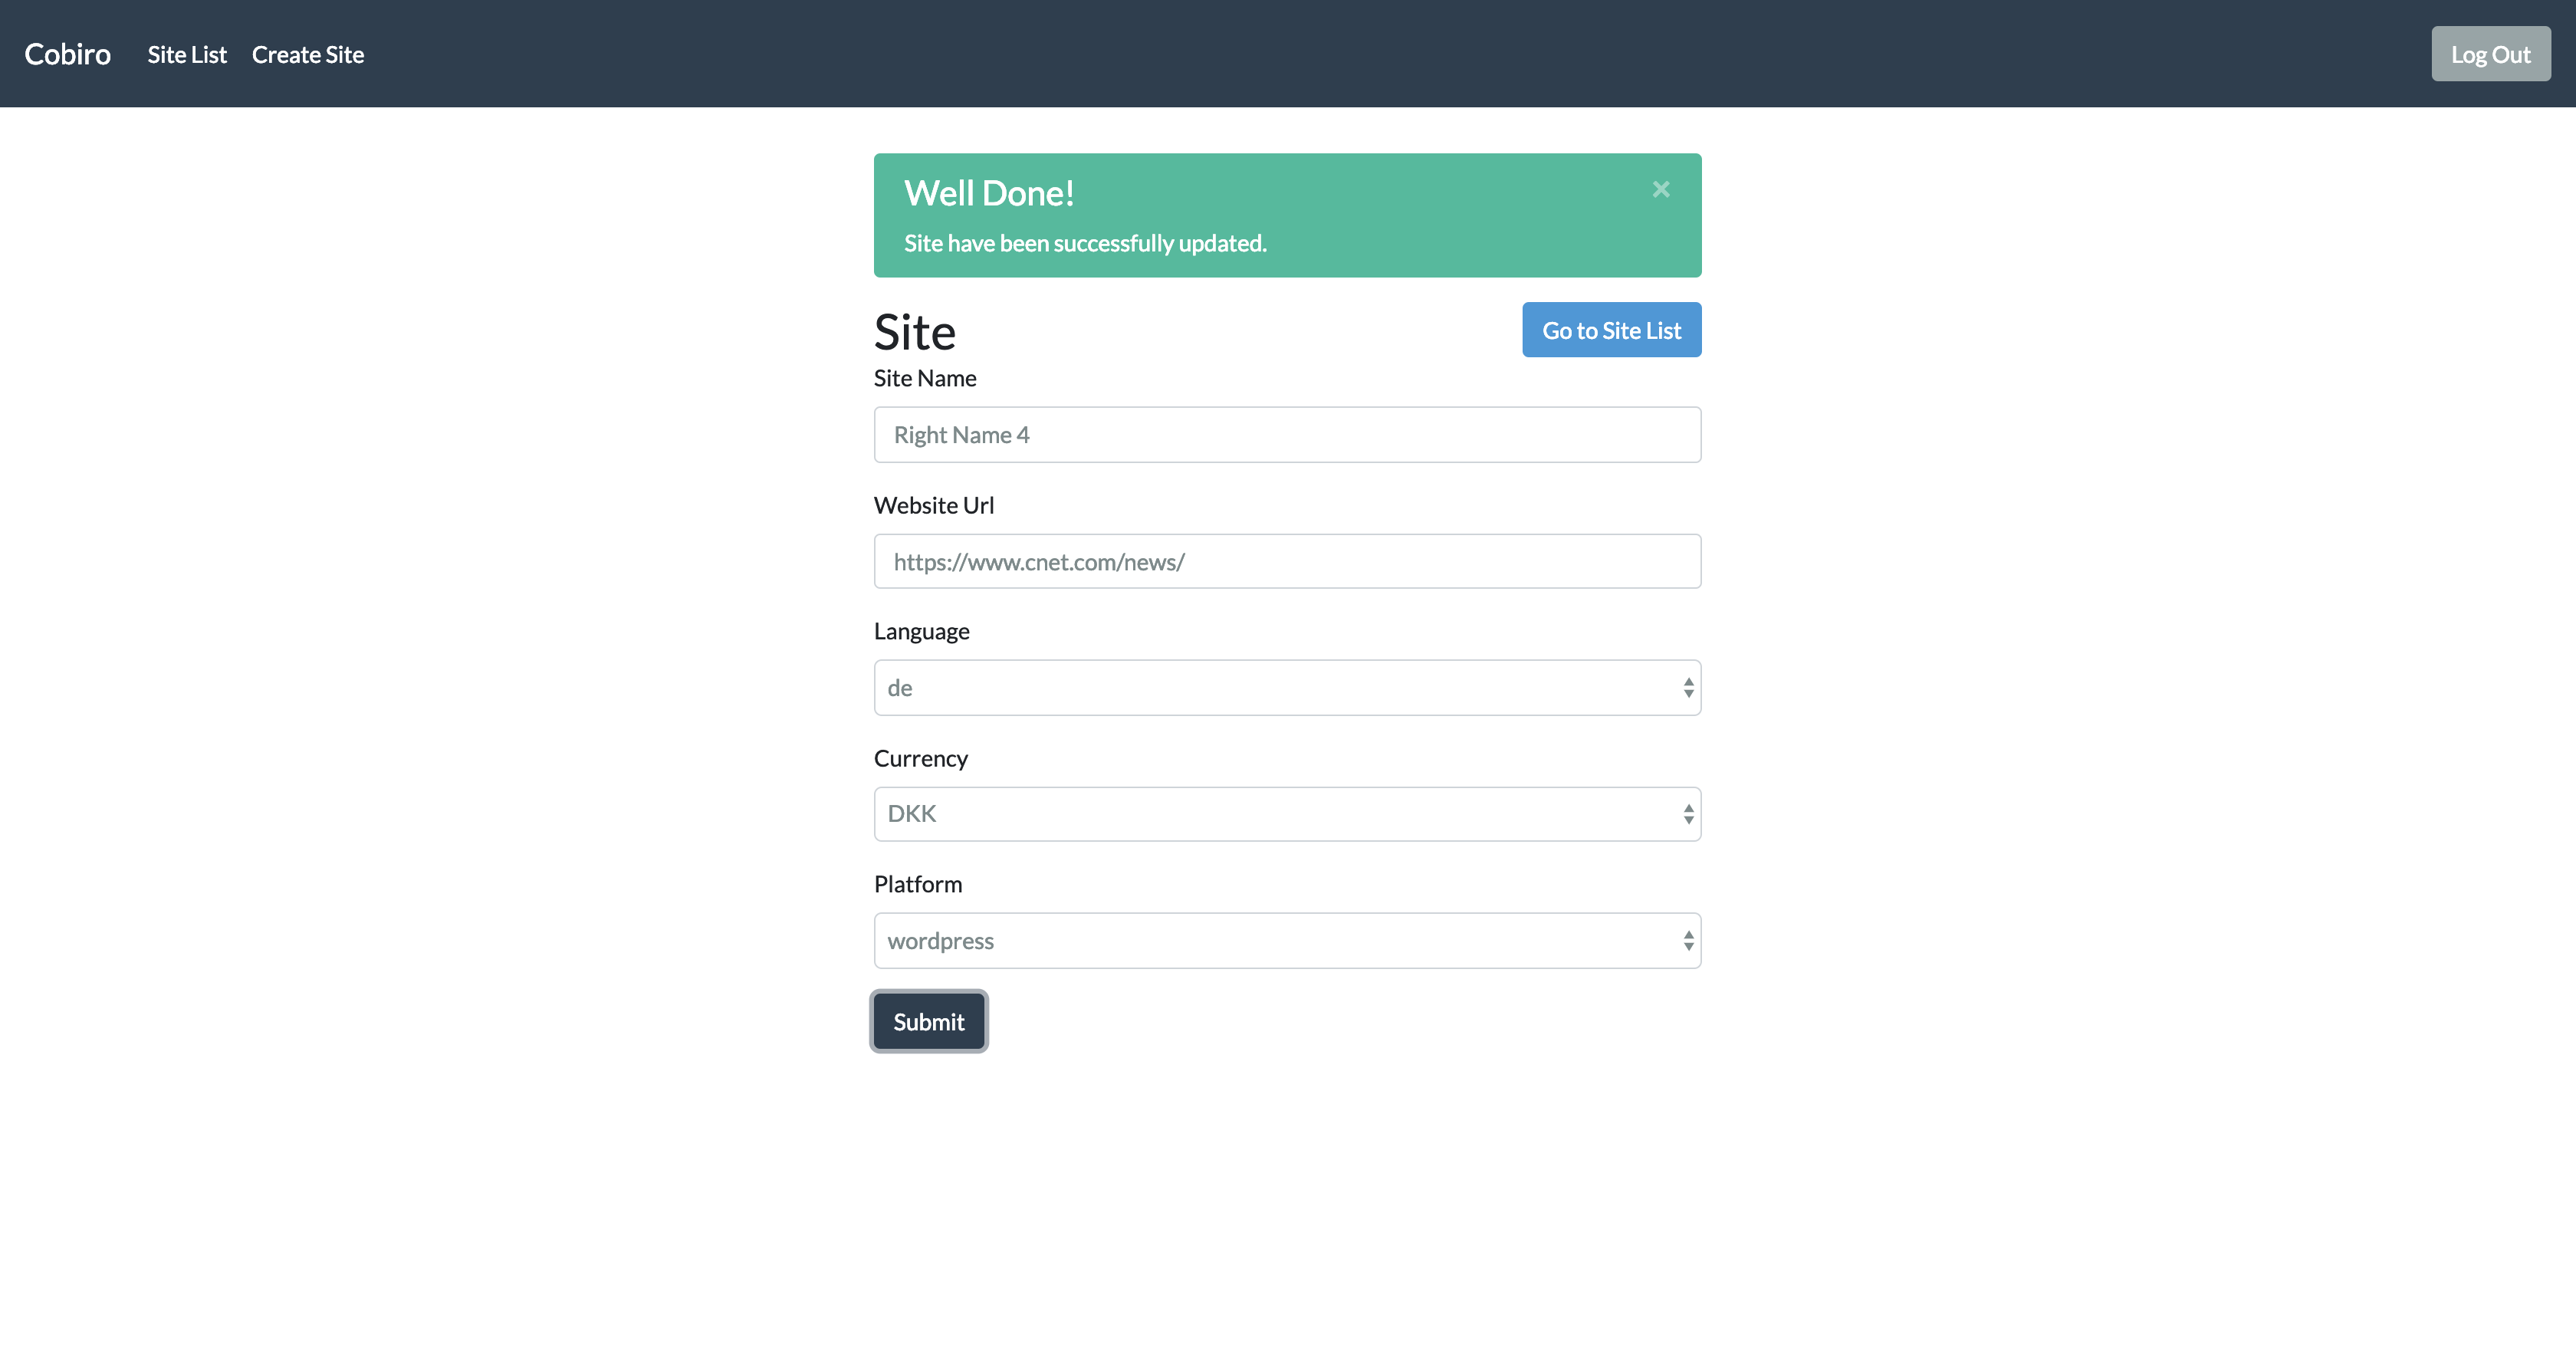 Cobiro Site List Create Site Log Out
Well Done!
Site have been successfully updated.
Site Go to Site List
Site Name
Right Name 4
Website Url
https://www.cnet.com/news/
Language
de
Currency
DKK
Platform
wordpress
Submit